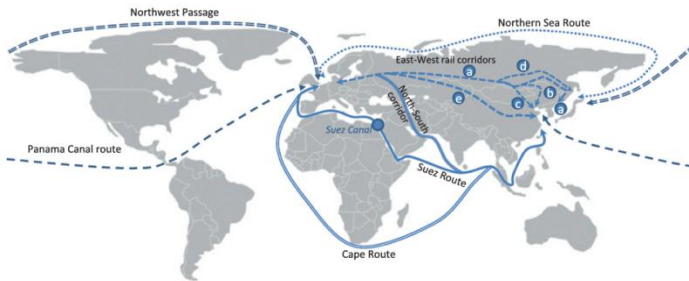 Northwest Passage
Northern Sea Route
East-West rail corridors
a
d
e
c
b
a
North-South
corridor
Suez Canal
Panama Canal route
Suez Route
Cape Route